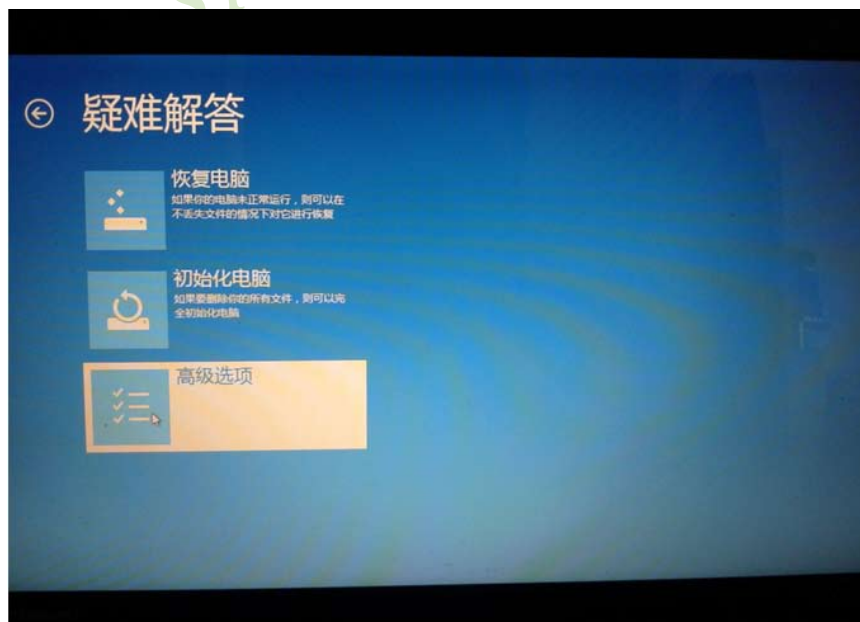 疑难解答
恢复电脑
如果你的电脑未正常运行，则可以在
不丢失文件的情况下对它进行恢复
初始化电脑
如果要删除你的所有文件，则可以完
全初始化电脑
高级选项